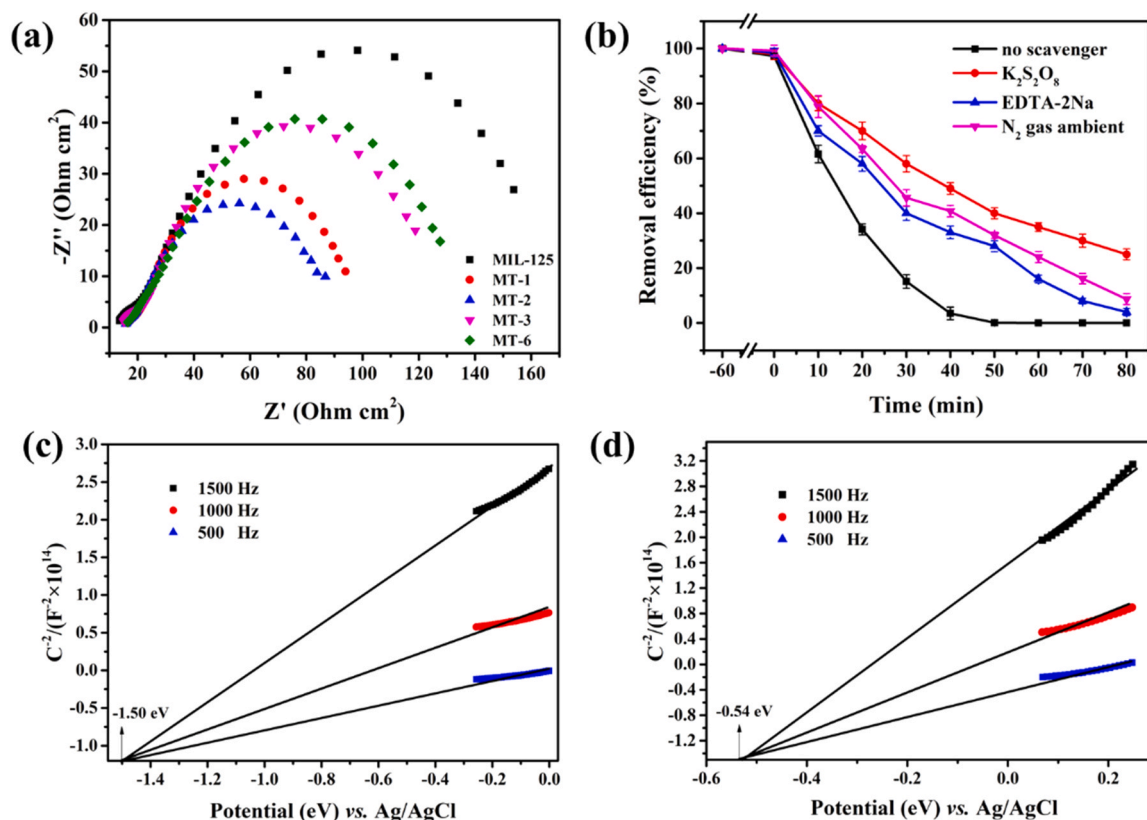 (a)
60
50
40
30
20
10
0
-Z'' (Ohm cm²)
MIL-125
MT-1
MT-2
MT-3
MT-6
20 40 60 80 100 120 140 160
Z' (Ohm cm²)
(b)
100
80
60
40
20
0
Removal efficiency (%)
no scavenger
K₂S₂O₈
EDTA-2Na
N₂ gas ambient
-60 0 10 20 30 40 50 60 70 80
Time (min)
(c)
3.0
2.5
2.0
1.5
1.0
0.5
0.0
-0.5
-1.0
C⁻²/(F⁻²×10¹⁴
1500 Hz
1000 Hz
500 Hz
-1.50 eV
-1.4 -1.2 -1.0 -0.8 -0.6 -0.4 -0.2 0.0
Potential (eV) vs. Ag/AgCl
(d)
3.2
2.8
2.4
2.0
1.6
1.2
0.8
0.4
0.0
-0.4
-0.8
-1.2
C⁻²/(F⁻²×10¹⁴
1500 Hz
1000 Hz
500 Hz
-0.54 eV
-0.6 -0.4 -0.2 0.0 0.2
Potential (eV) vs. Ag/AgCl